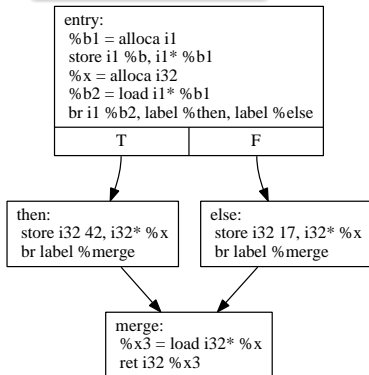 entry:
%b1 = alloca i1
store i1 %b, i1* %b1
%x = alloca i32
%b2 = load i1* %b1
br i1 %b2, label %then, label %else
T F
then:
store i32 42, i32* %x
br label %merge
else:
store i32 17, i32* %x
br label %merge
merge:
%x3 = load i32* %x
ret i32 %x3